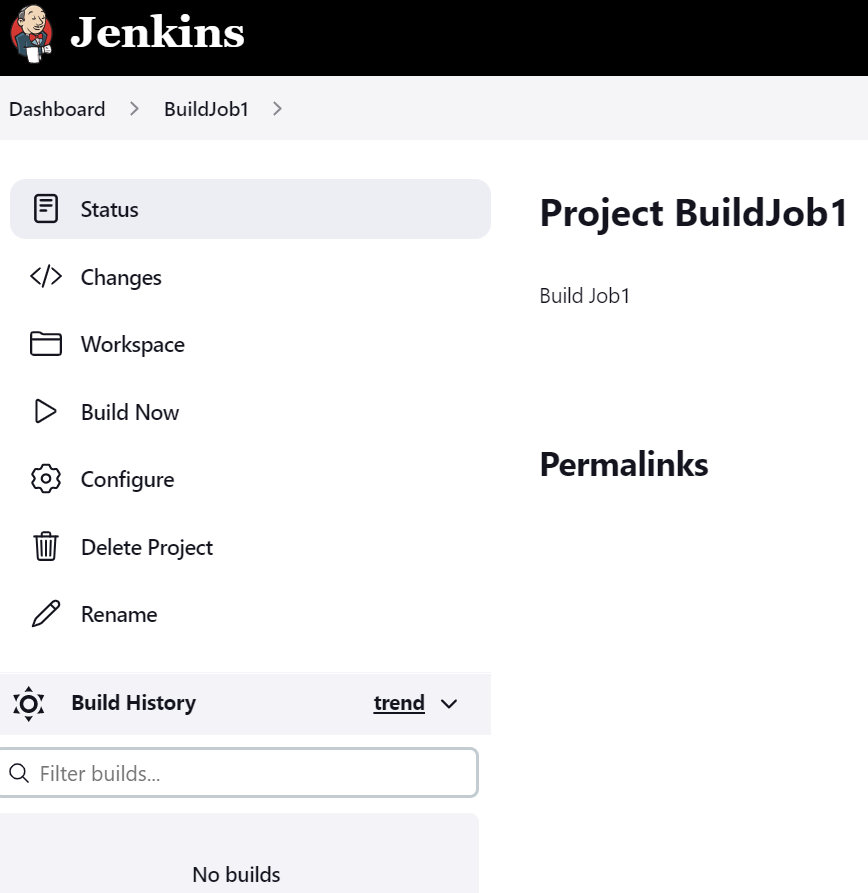 Jenkins
Dashboard
BuildJob1
Status
Changes
Workspace
Build Now
Configure
Delete Project
Rename
Build History
trend
Filter builds...
No builds
Project BuildJob1
Build Job1
Permalinks